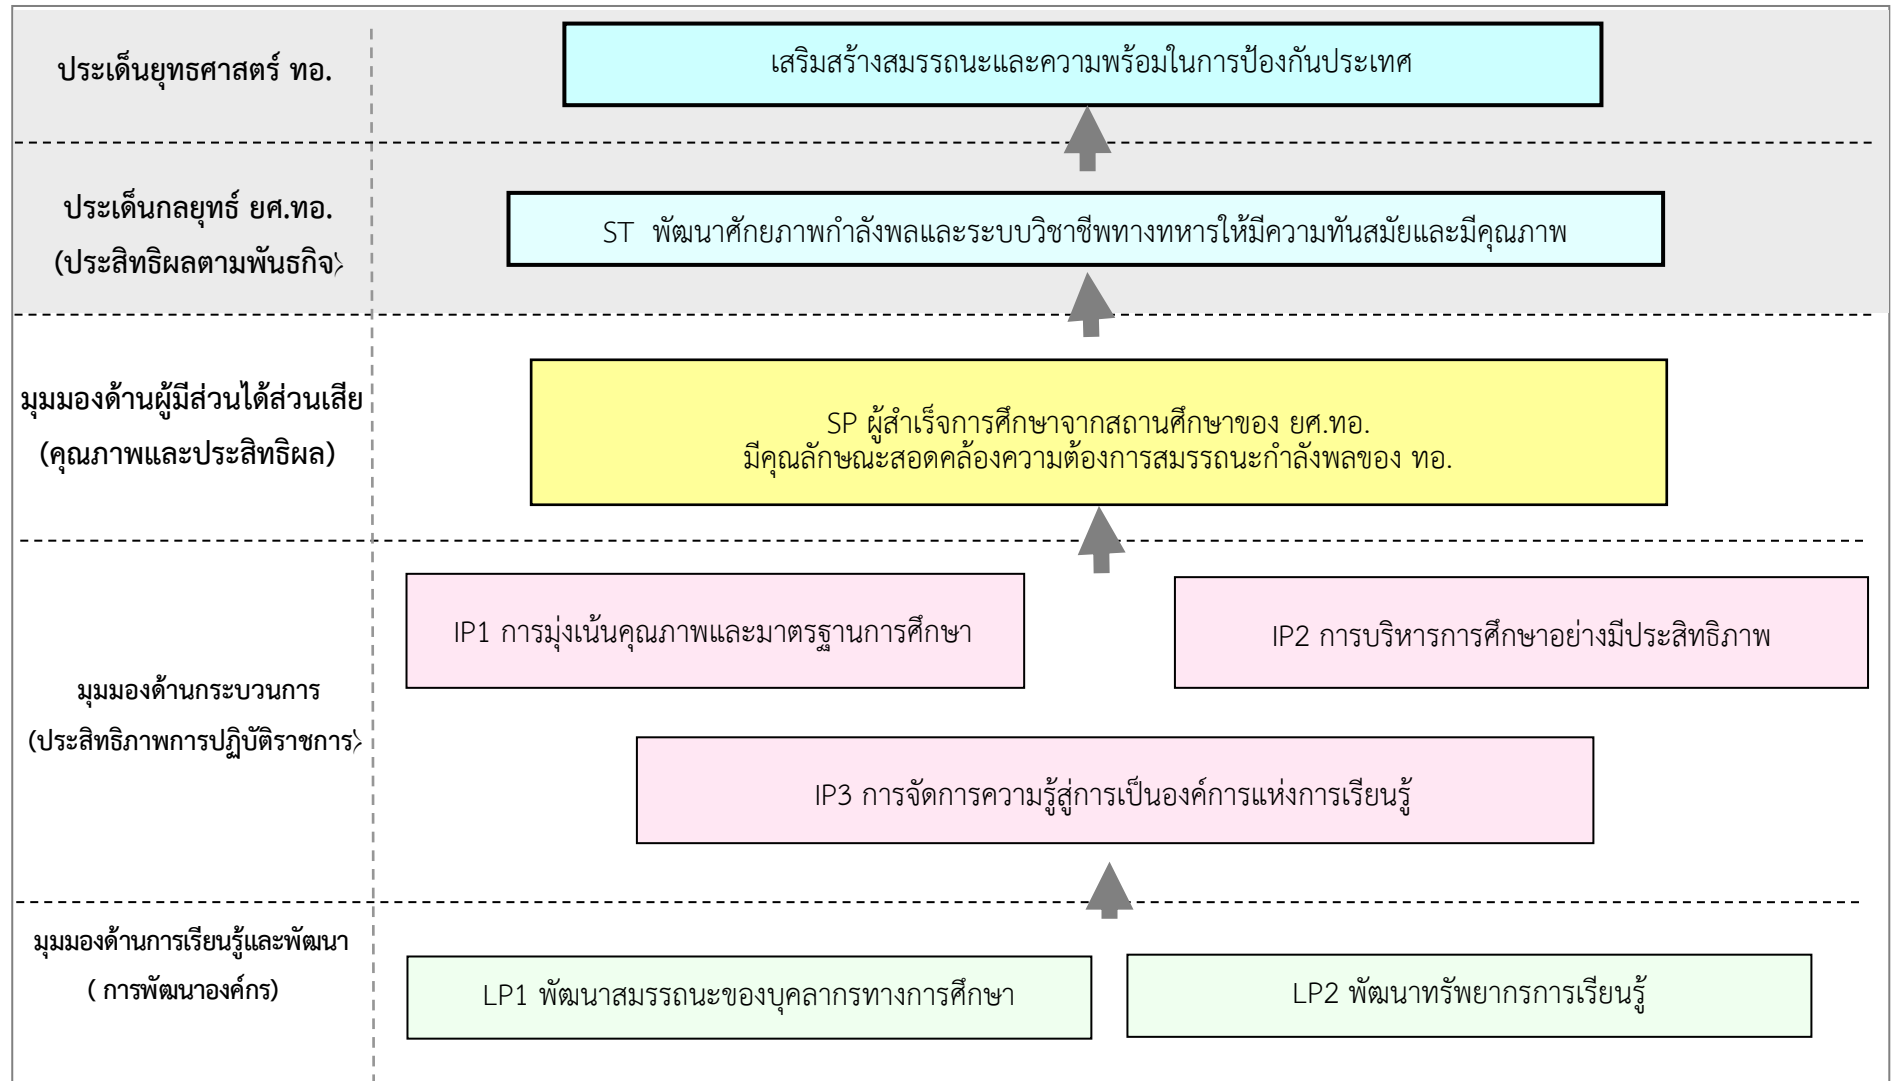 ประเด็นยุทธศาสตร์ ทอ.
เสริมสร้างสมรรถนะและความพร้อมในการป้องกันประเทศ
ประเด็นกลยุทธ์ ยศ.ทอ.
(ประสิทธิผลตามพันธกิจ)
ST พัฒนาศักยภาพกำลังพลและระบบวิชาชีพทางทหารให้มีความทันสมัยและมีคุณภาพ
มุมมองด้านผู้มีส่วนได้ส่วนเสีย
(คุณภาพและประสิทธิผล)
SP ผู้สำเร็จการศึกษาจากสถานศึกษาของ ยศ.ทอ.
มีคุณลักษณะสอดคล้องความต้องการสมรรถนะกำลังพลของ ทอ.
มุมมองด้านกระบวนการ
(ประสิทธิภาพการปฏิบัติราชการ)
IP1 การมุ่งเน้นคุณภาพและมาตรฐานการศึกษา
IP2 การบริหารการศึกษาอย่างมีประสิทธิภาพ
IP3 การจัดการความรู้สู่การเป็นองค์การแห่งการเรียนรู้
มุมมองด้านการเรียนรู้และพัฒนา
( การพัฒนาองค์กร)
LP1 พัฒนาสมรรถนะของบุคลากรทางการศึกษา
LP2 พัฒนาทรัพยากรการเรียนรู้